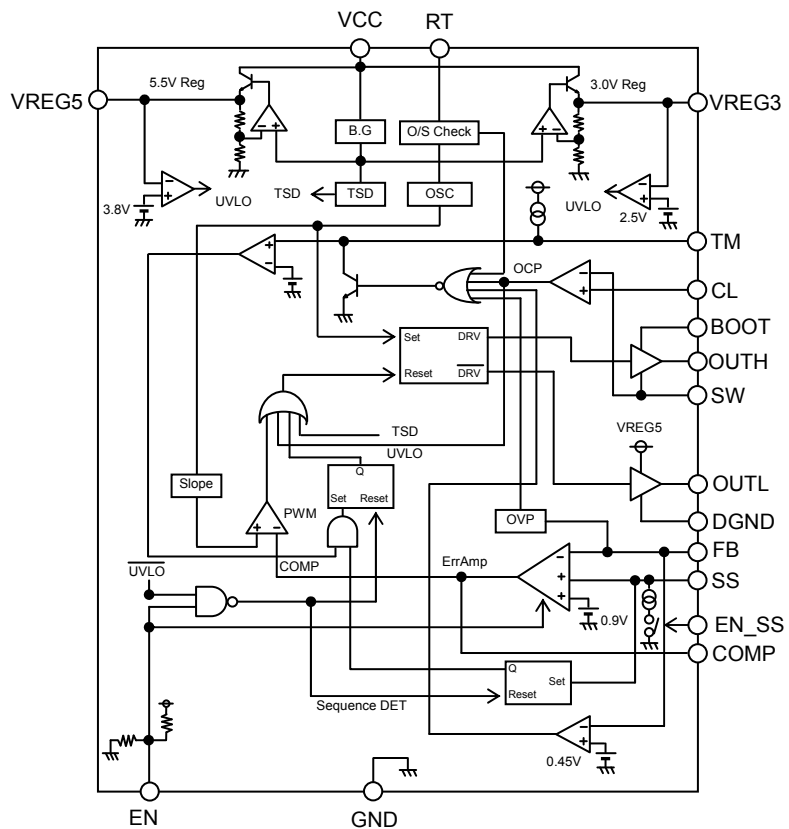 VCC
RT
5.5V Reg
3.0V Reg
VREG5
VREG3
B.G
O/S Check
TSD
TSD
OSC
UVLO
UVLO
3.8V
2.5V
TM
OCP
CL
BOOT
Set
DRV
OUTH
Reset
DRV
SW
TSD
VREG5
UVLO
Q
Slope
Set
Reset
OUTL
PWM
OVP
DGND
COMP
ErrAmp
FB
UVLO
SS
0.9V
EN_SS
COMP
Q
Set
Reset
Sequence DET
0.45V
EN
GND